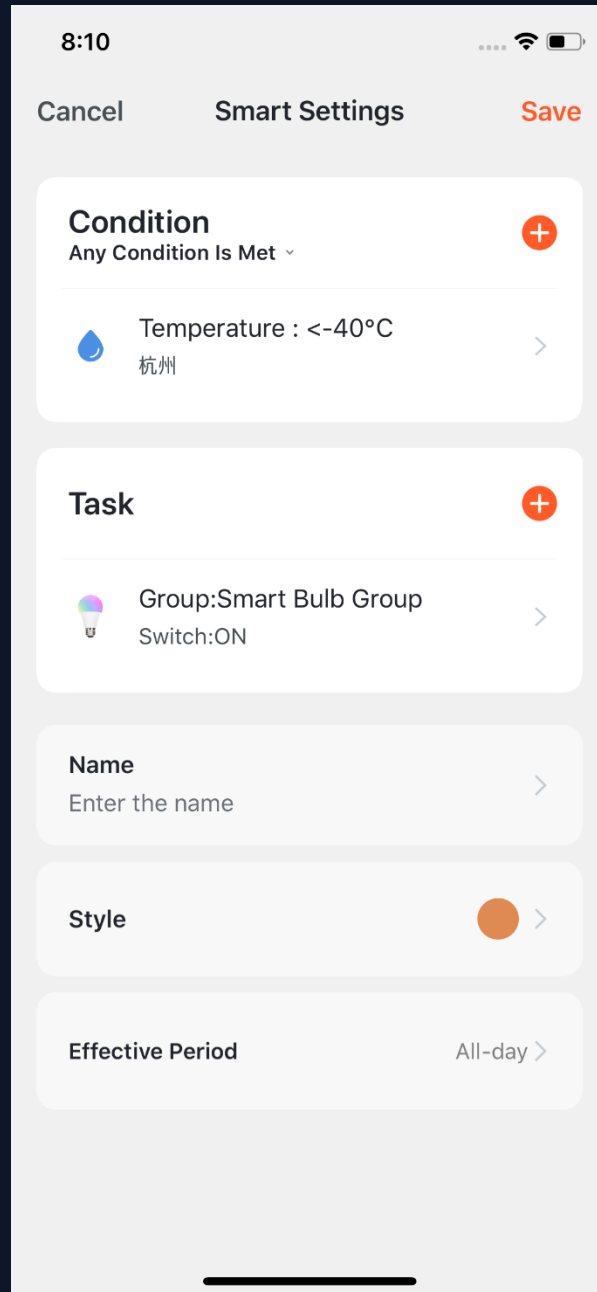 8:10
Cancel
Smart Settings
Save
Condition
Any Condition Is Met
Temperature : <-40°C
杭州
Task
Group:Smart Bulb Group
Switch:ON
Name
Enter the name
Style
Effective Period
All-day